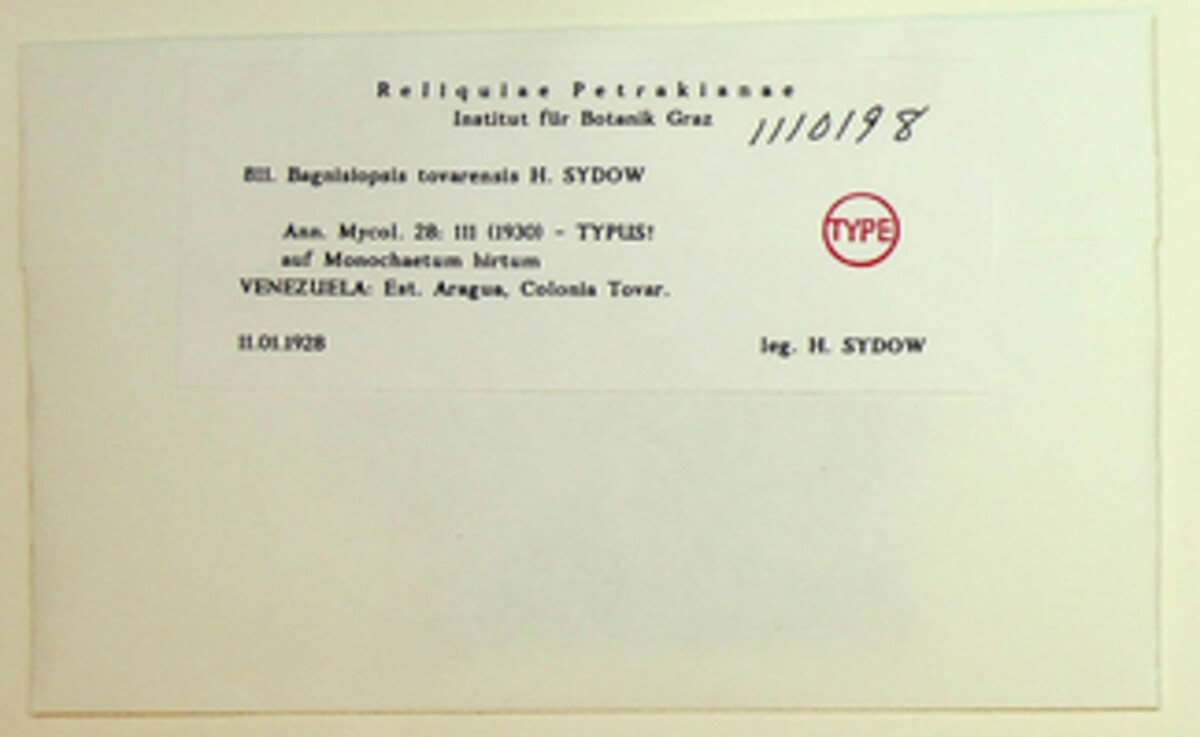 Reliquiae Petrakianae
Institut für Botanik Graz
1110198
811. Bagnisiopsis tovarensis H. SYDOW
Ann. Mycol. 28: 111 (1930) - TYPUS!
TYPE
auf Monochaetum hirtum
VENEZUELA: Est. Aragua, Colonia Tovar.
11.01.1928
leg. H. SYDOW